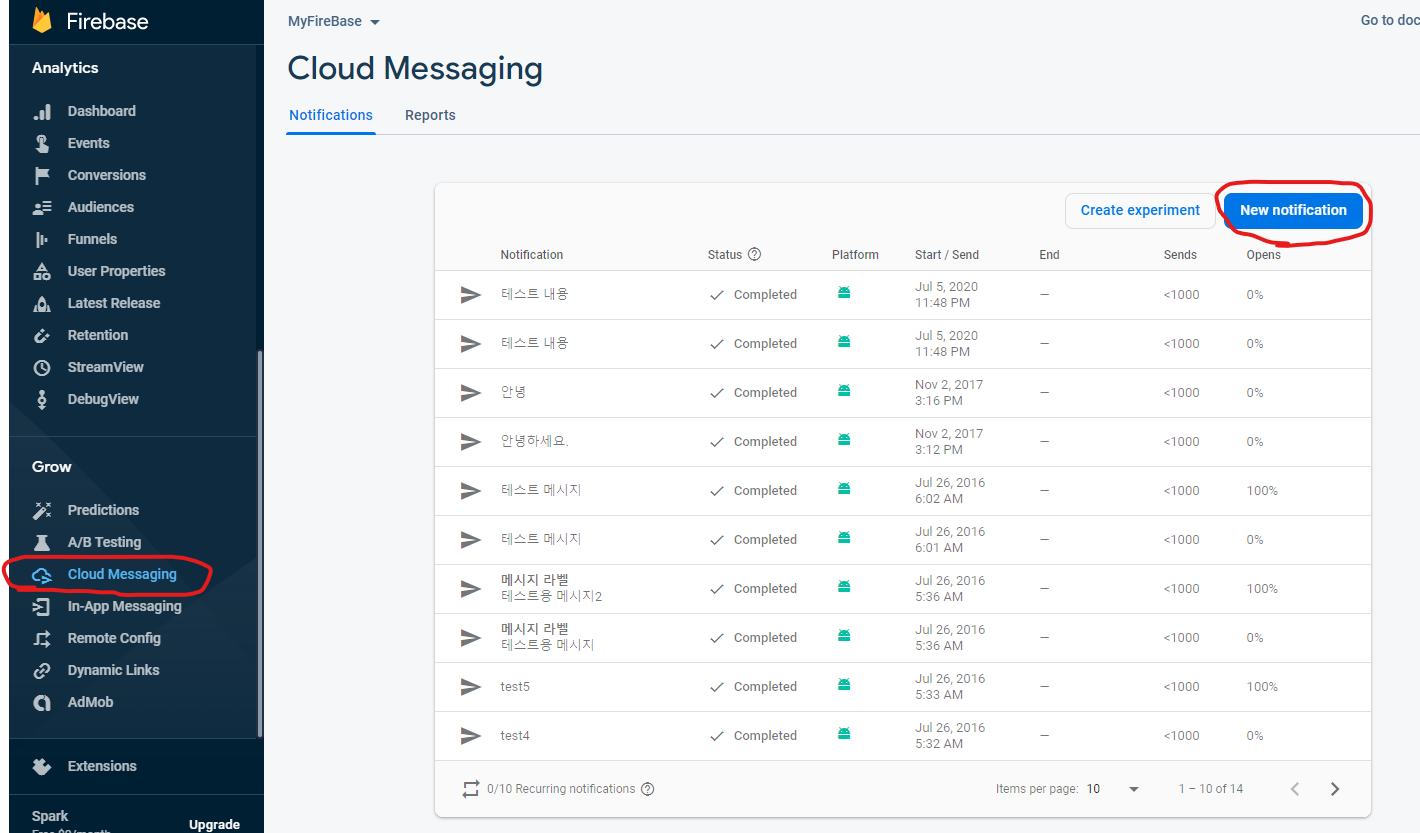 Firebase
MyFireBase
Go to doc
Cloud Messaging
Notifications
Reports
Analytics
Dashboard
Events
Conversions
Audiences
Funnels
User Properties
Latest Release
Retention
StreamView
DebugView
Grow
Predictions
A/B Testing
Cloud Messaging
In-App Messaging
Remote Config
Dynamic Links
AdMob
Extensions
Spark
Upgrade
Create experiment
New notification
Notification Status Platform Start / Send End Sends Opens
테스트 내용 Completed Jul 5, 2020 11:48 PM — <1000 0%
테스트 내용 Completed Jul 5, 2020 11:48 PM — <1000 0%
안녕 Completed Nov 2, 2017 3:16 PM — <1000 0%
안녕하세요. Completed Nov 2, 2017 3:12 PM — <1000 0%
테스트 메시지 Completed Jul 26, 2016 6:02 AM — <1000 100%
테스트 메시지 Completed Jul 26, 2016 6:01 AM — <1000 0%
메시지 라벨 테스트용 메시지2 Completed Jul 26, 2016 5:36 AM — <1000 100%
메시지 라벨 테스트용 메시지 Completed Jul 26, 2016 5:36 AM — <1000 0%
test5 Completed Jul 26, 2016 5:33 AM — <1000 100%
test4 Completed Jul 26, 2016 5:32 AM — <1000 0%
0/10 Recurring notifications
Items per page: 10
1 – 10 of 14